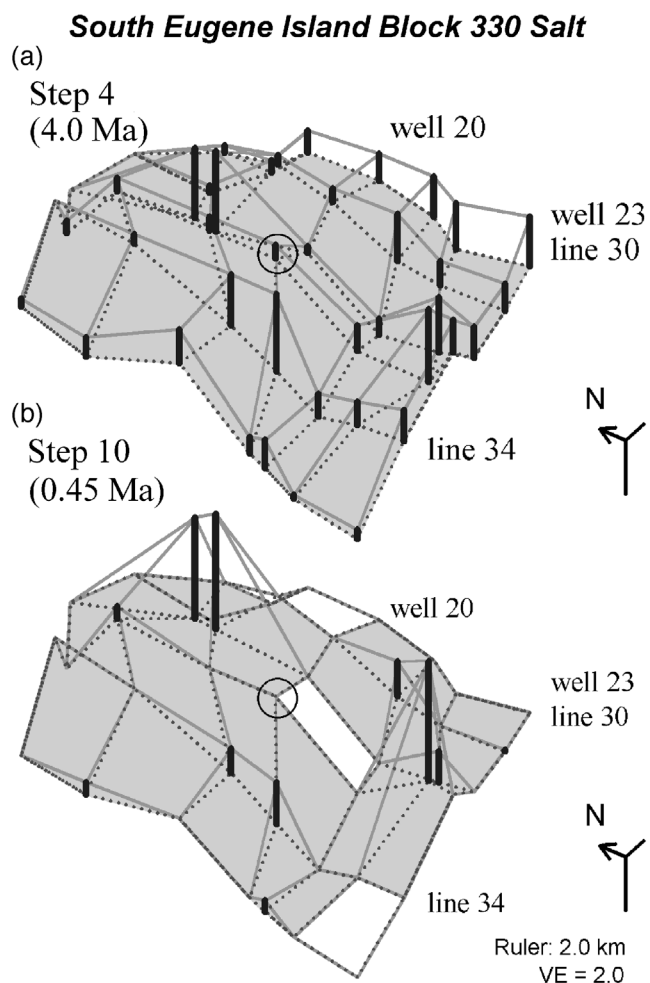 South Eugene Island Block 330 Salt
(a)
Step 4
(4.0 Ma)
well 20
well 23
line 30
N
line 34
(b)
Step 10
(0.45 Ma)
well 20
well 23
line 30
N
line 34
Ruler: 2.0 km
VE = 2.0